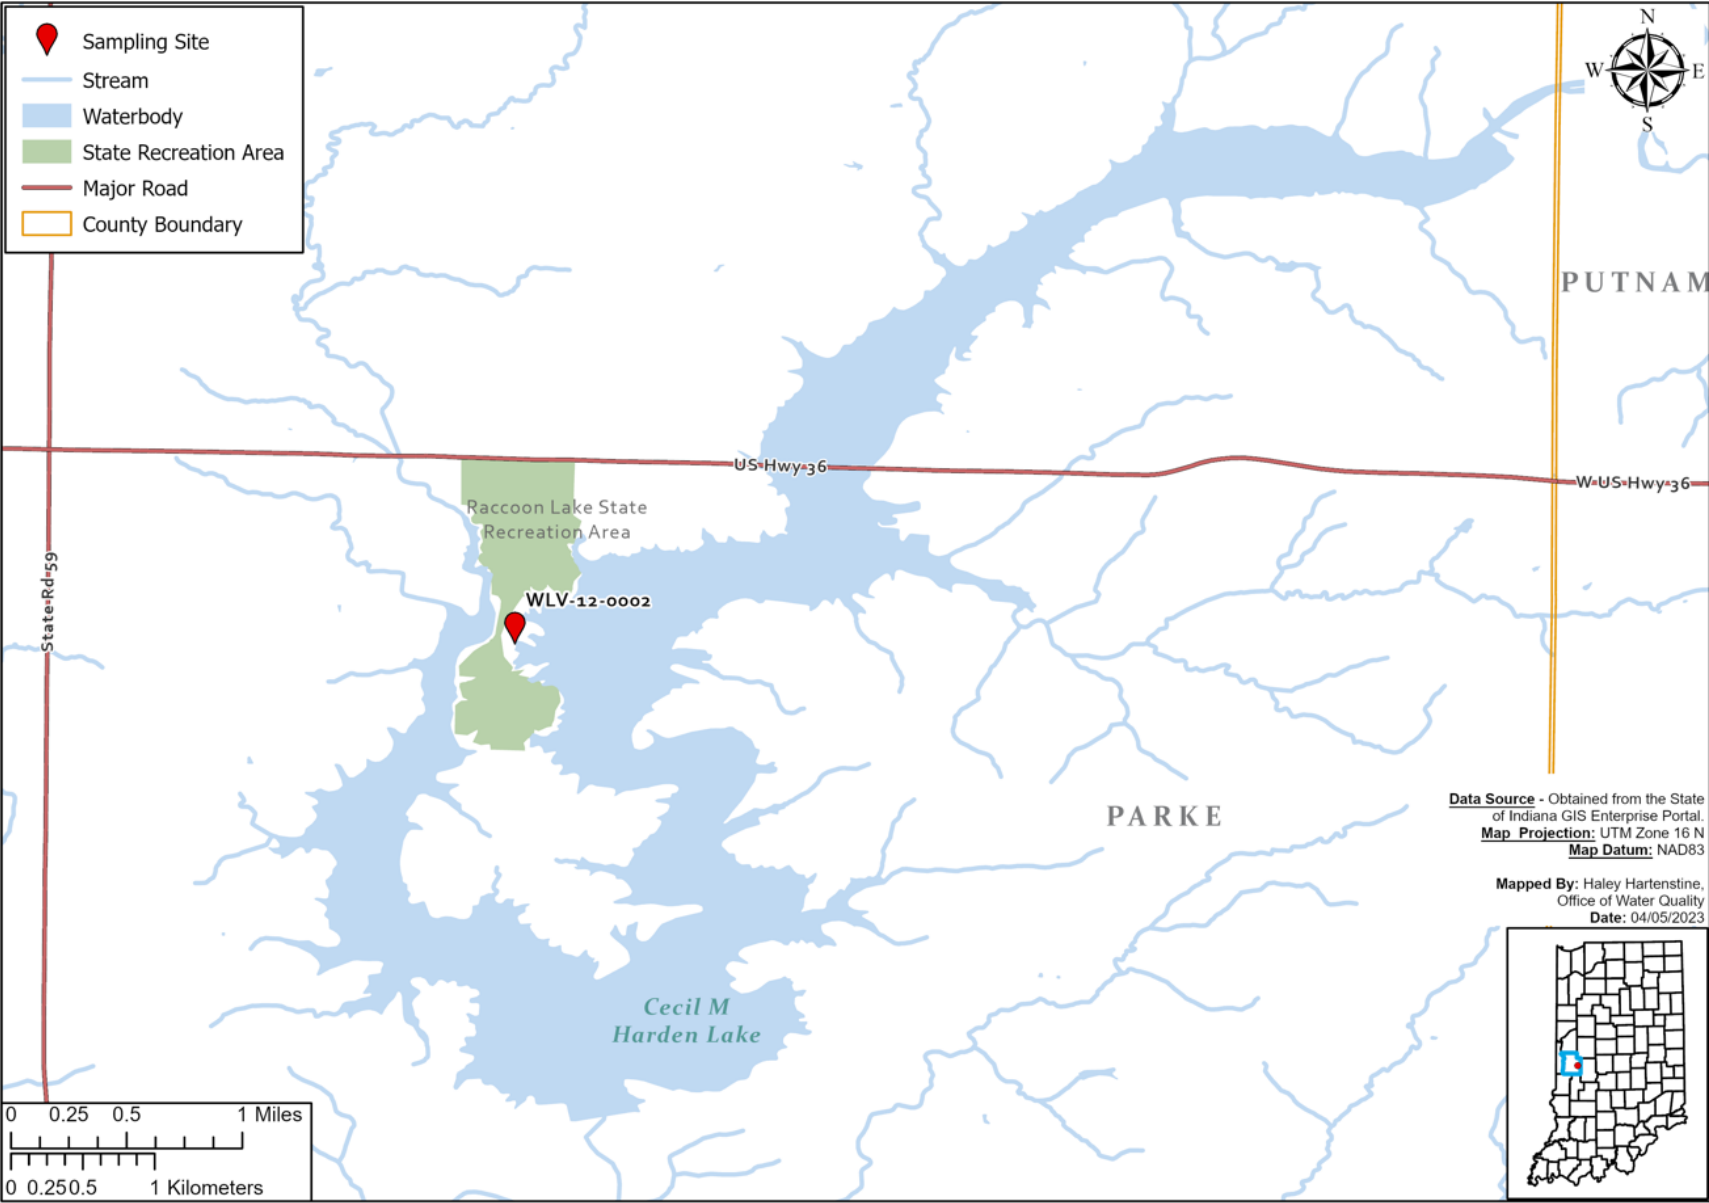 Sampling Site
Stream
Waterbody
State Recreation Area
Major Road
County Boundary
N
W E
S
PUTNAM
US Hwy 36
W US Hwy 36
Raccoon Lake State
Recreation Area
State Rd 59
WLV-12-0002
PARKE
Data Source - Obtained from the State
of Indiana GIS Enterprise Portal.
Map Projection: UTM Zone 16 N
Map Datum: NAD83
Mapped By: Haley Hartenstine,
Office of Water Quality
Date: 04/05/2023
Cecil M
Harden Lake
0 0.25 0.5 1 Miles
0 0.25 0.5 1 Kilometers